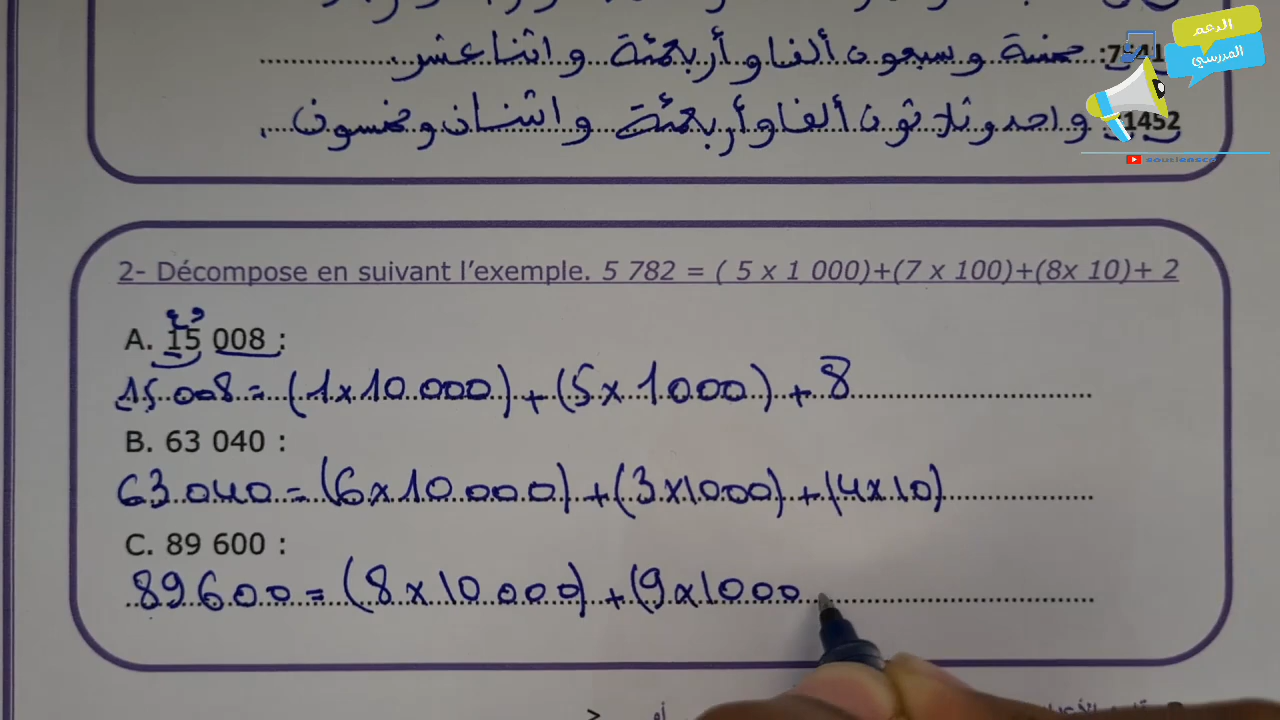 الدعم
المدرسي
خمسة وسبعون ألفا وأربعمئة واثنا عشر
1452: واحد وثلاثون ألفا وأربعمئة واثنان وخمسون
2- Décompose en suivant l'exemple. 5 782 = ( 5 x 1 000)+(7 x 100)+(8x 10)+ 2
A. 15 008 :
15.008 = (1x10.000) + (5x1000) + 8
B. 63 040 :
63.040 = (6x10.000) + (3x1000) + (4x10)
C. 89 600 :
89600 = (8x10.000) + (9x1000